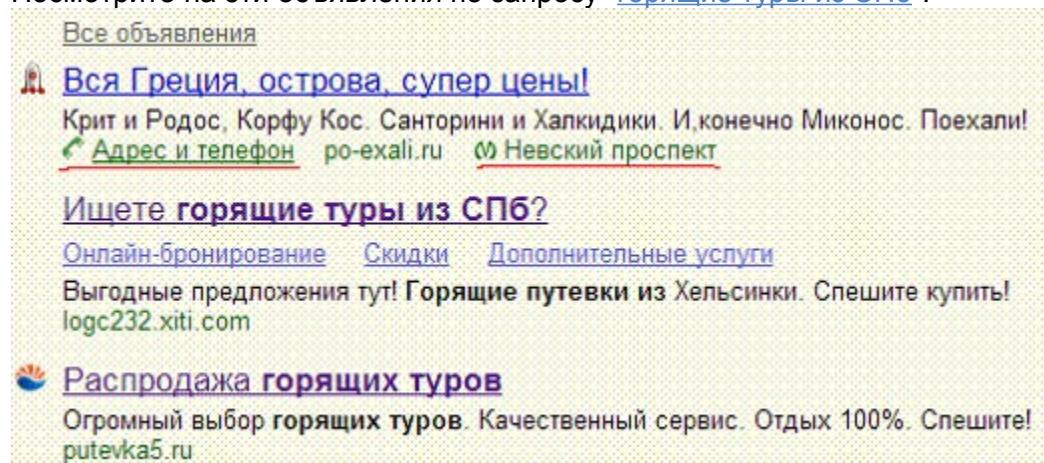 Посмотрите на эти объявления по запросу "горящие туры из СПб":
Все объявления
Вся Греция, острова, супер цены!
Крит и Родос, Корфу Кос. Санторини и Халкидики. И,конечно Миконос. Поехали!
Адрес и телефон po-exali.ru Невский проспект
Ищете горящие туры из СПб?
Онлайн-бронирование Скидки Дополнительные услуги
Выгодные предложения тут! Горящие путевки из Хельсинки. Спешите купить!
logc232.xiti.com
Распродажа горящих туров
Огромный выбор горящих туров. Качественный сервис. Отдых 100%. Спешите!
putevka5.ru